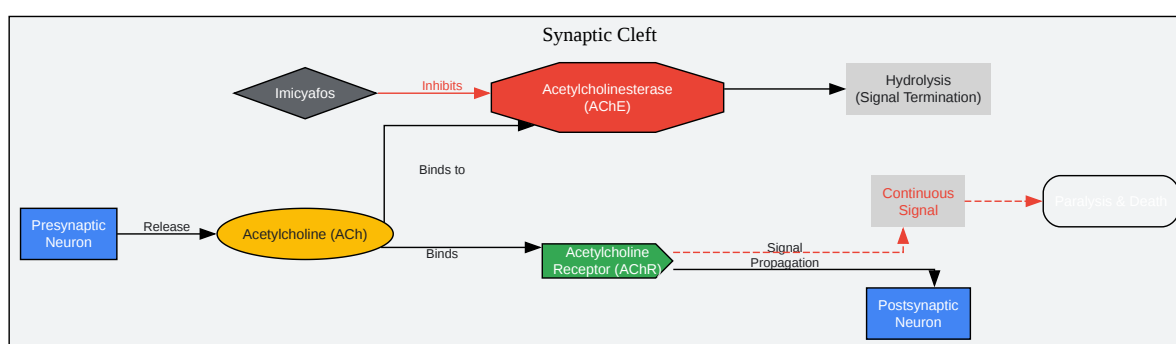 Synaptic Cleft
Imicyafos
Inhibits
Acetylcholinesterase
(AChE)
Hydrolysis
(Signal Termination)
Binds to
Presynaptic
Neuron
Release
Acetylcholine (ACh)
Binds
Acetylcholine
Receptor (AChR)
Signal
Propagation
Continuous
Signal
Paralysis & Death
Postsynaptic
Neuron